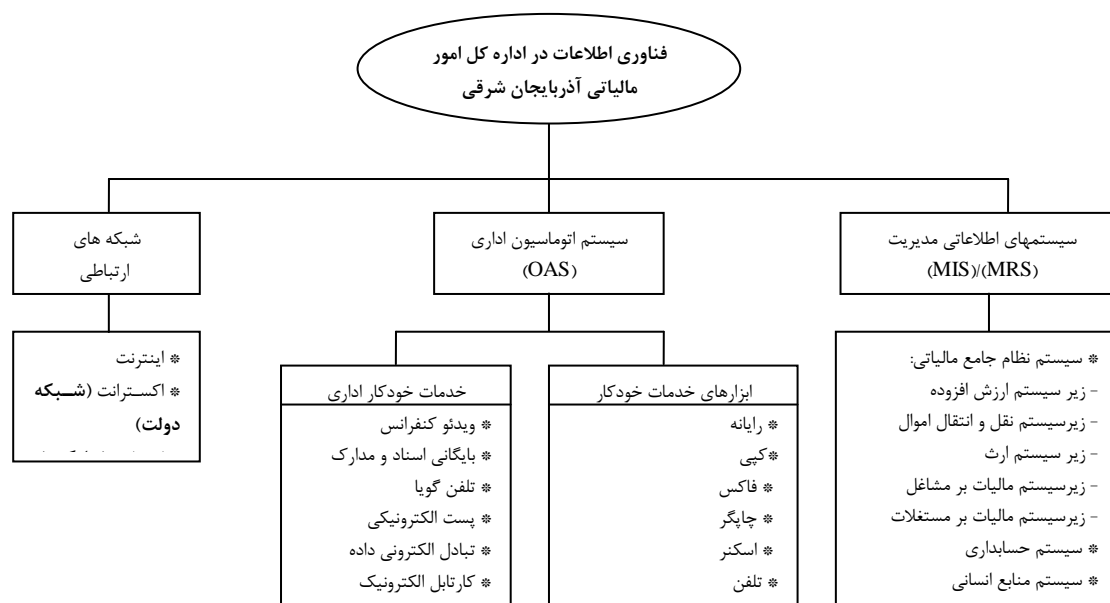 فناوری اطلاعات در اداره کل امور
مالیاتی آذربایجان شرقی
سیستمهای اطلاعاتی مدیریت
(MIS)/(MRS)
سیستم اتوماسیون اداری
(OAS)
شبکه های
ارتباطی
* سیستم نظام جامع مالیاتی:
- زیر سیستم ارزش افزوده
- زیرسیستم نقل و انتقال اموال
- زیر سیستم ارث
- زیرسیستم مالیات بر مشاغل
- زیرسیستم مالیات بر مستغلات
* سیستم حسابداری
* سیستم منابع انسانی
ابزارهای خدمات خودکار
* رایانه
*کپی
* فاکس
* چاپگر
* اسکنر
* تلفن
خدمات خودکار اداری
* ویدئو کنفرانس
* بایگانی اسناد و مدارک
* تلفن گویا
* پست الکترونیکی
* تبادل الکترونی داده
* کارتابل الکترونیک
* اینترنت
* اکسترانت (شبکه
دولت)